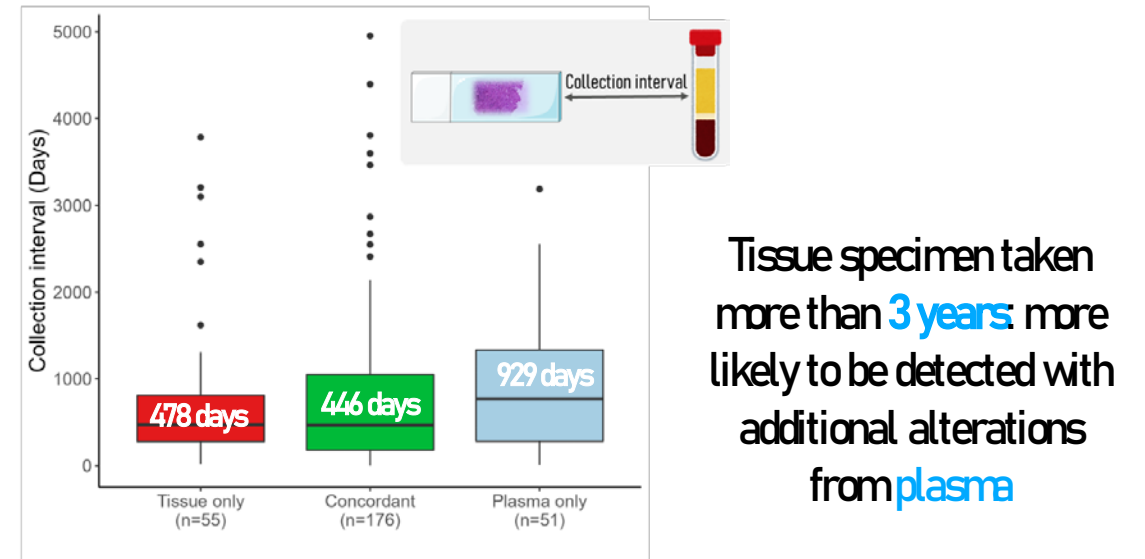 Collection interval (Days)
5000
4000
3000
2000
1000
0
Collection interval
478 days
446 days
929 days
Tissue only
(n=55)
Concordant
(n=176)
Plasma only
(n=51)
Tissue specimen taken
more than 3 years: more
likely to be detected with
additional alterations
from plasma